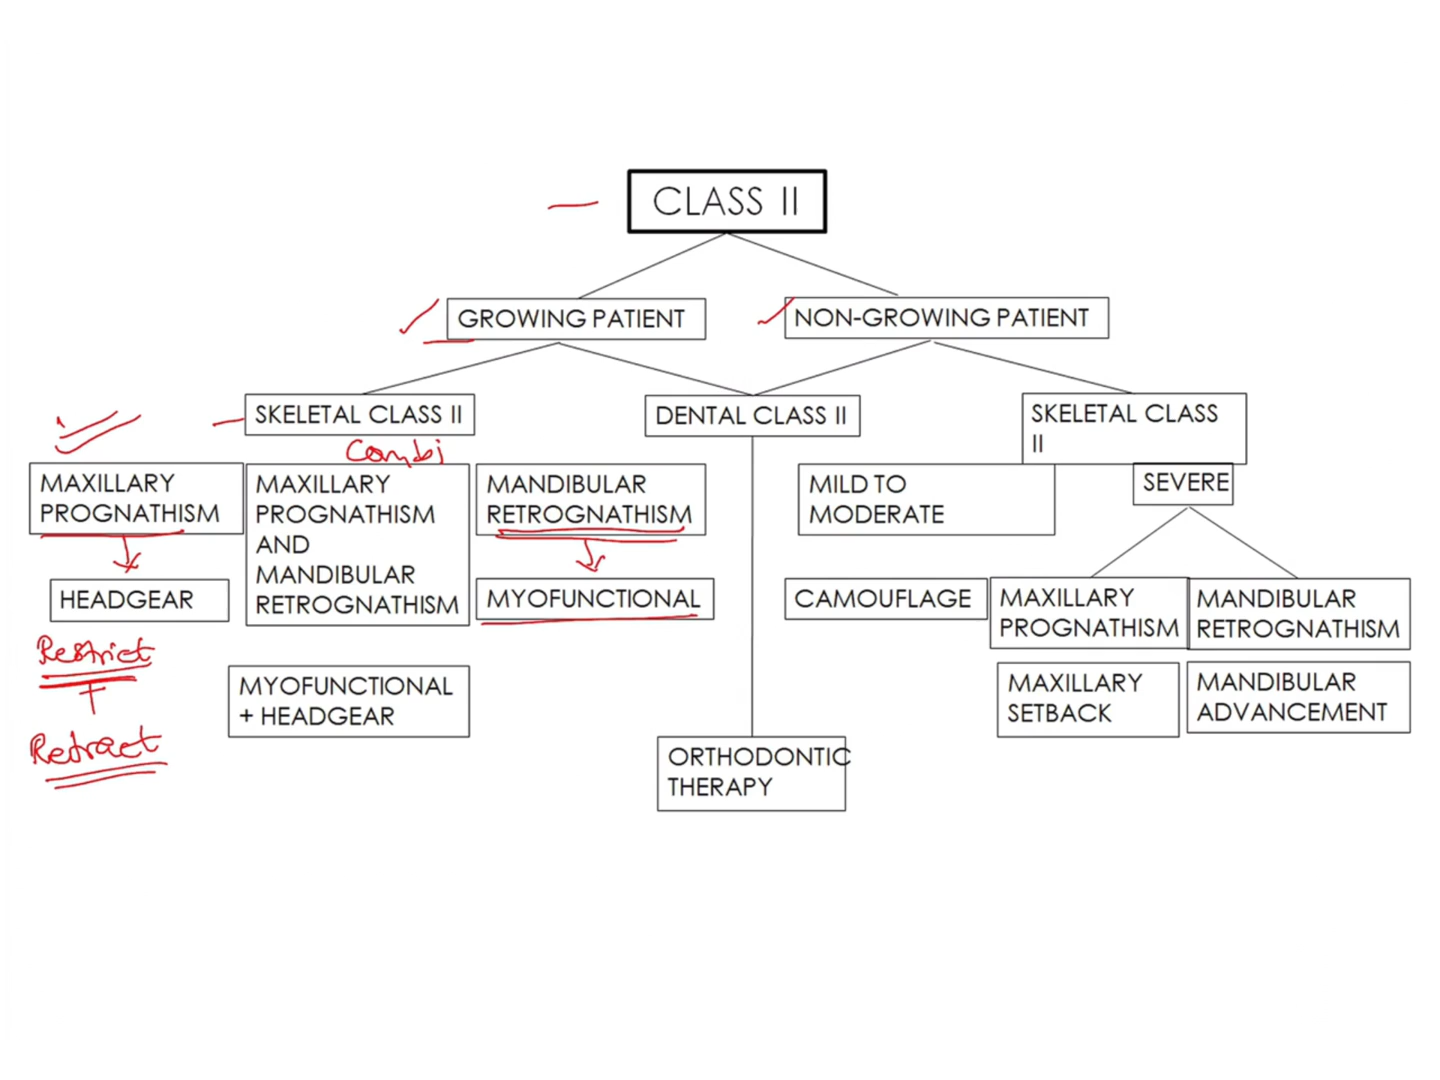 CLASS II
GROWING PATIENT
NON-GROWING PATIENT
SKELETAL CLASS II
DENTAL CLASS II
SKELETAL CLASS
II
Combi
MAXILLARY
PROGNATHISM
MAXILLARY
PROGNATHISM
AND
MANDIBULAR
RETROGNATHISM
MANDIBULAR
RETROGNATHISM
MILD TO
MODERATE
SEVERE
HEADGEAR
MYOFUNCTIONAL
CAMOUFLAGE
MAXILLARY
PROGNATHISM
MANDIBULAR
RETROGNATHISM
Restrict
Retract
MYOFUNCTIONAL
+ HEADGEAR
MAXILLARY
SETBACK
MANDIBULAR
ADVANCEMENT
ORTHODONTIC
THERAPY